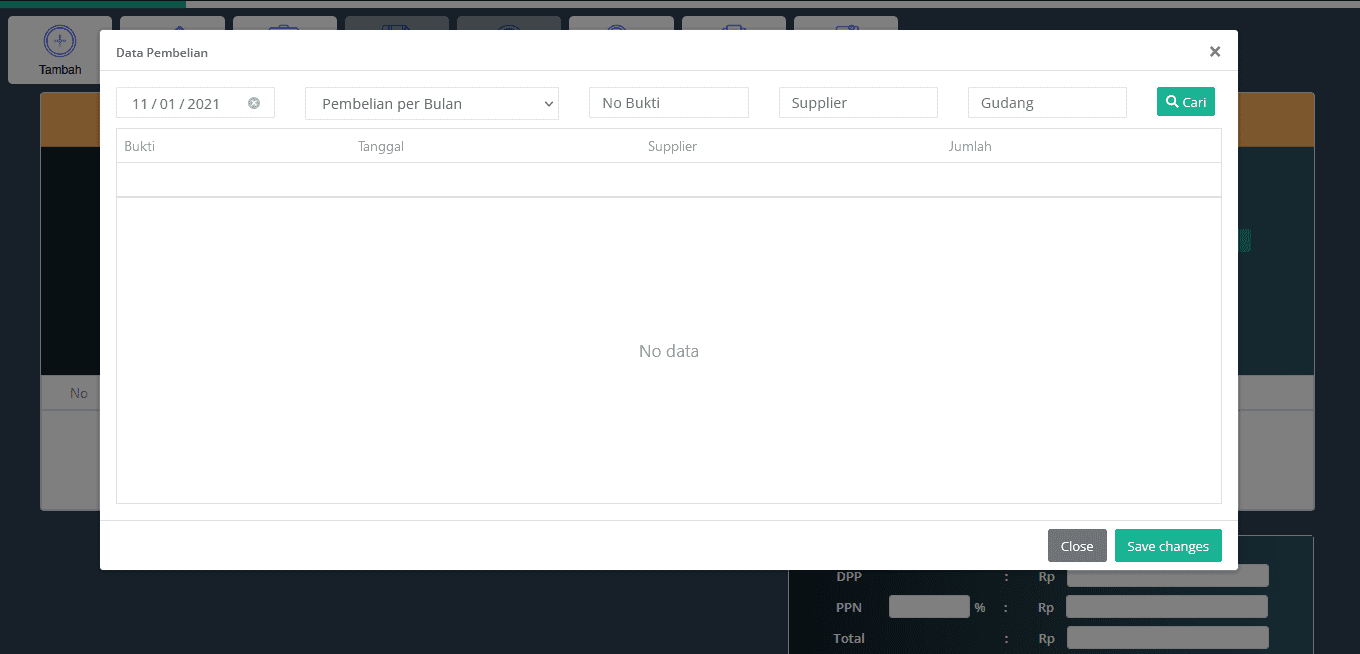 Tambah
Data Pembelian ×
11 / 01 / 2021 Pembelian per Bulan No Bukti Supplier Gudang Cari
Bukti Tanggal Supplier Jumlah
No data
No
Close Save changes
DPP : Rp
PPN % : Rp
Total : Rp